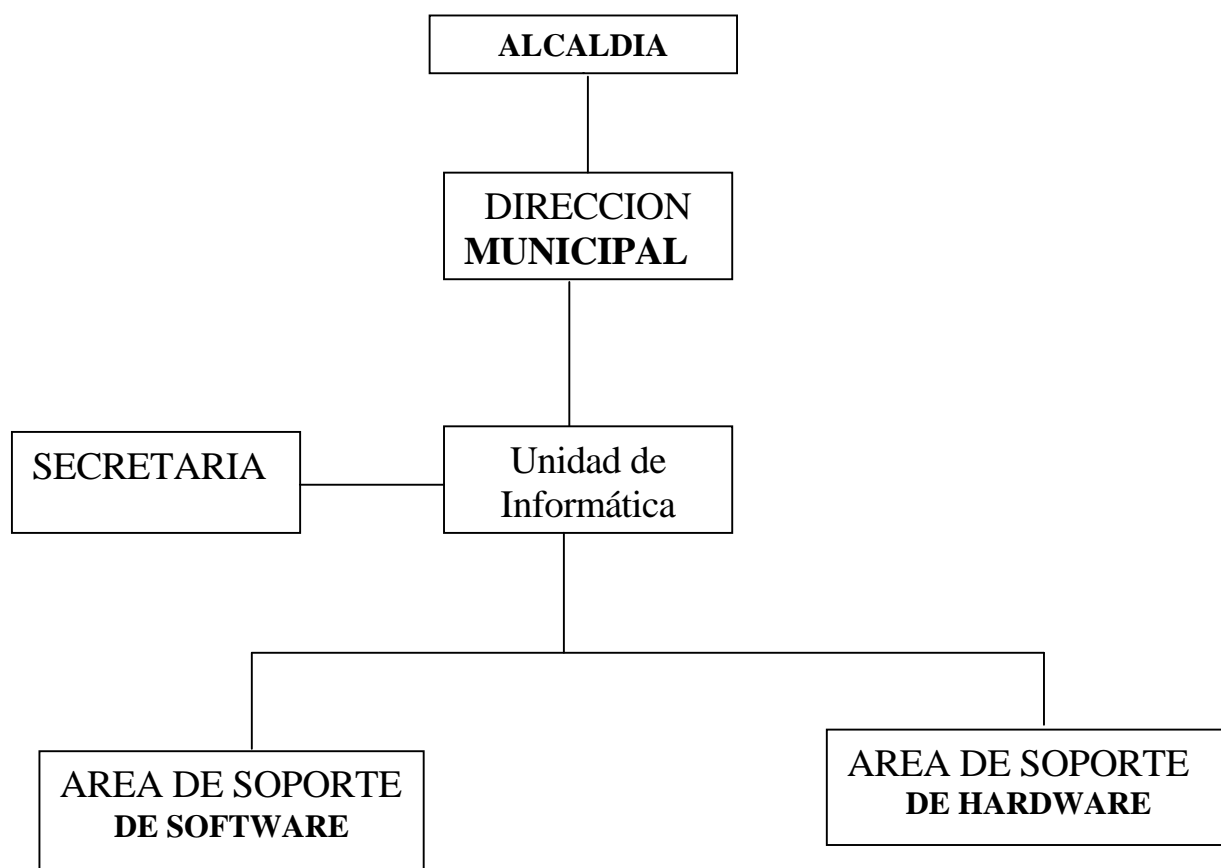 ALCALDIA
DIRECCION
MUNICIPAL
SECRETARIA
Unidad de
Informática
AREA DE SOPORTE
DE SOFTWARE
AREA DE SOPORTE
DE HARDWARE